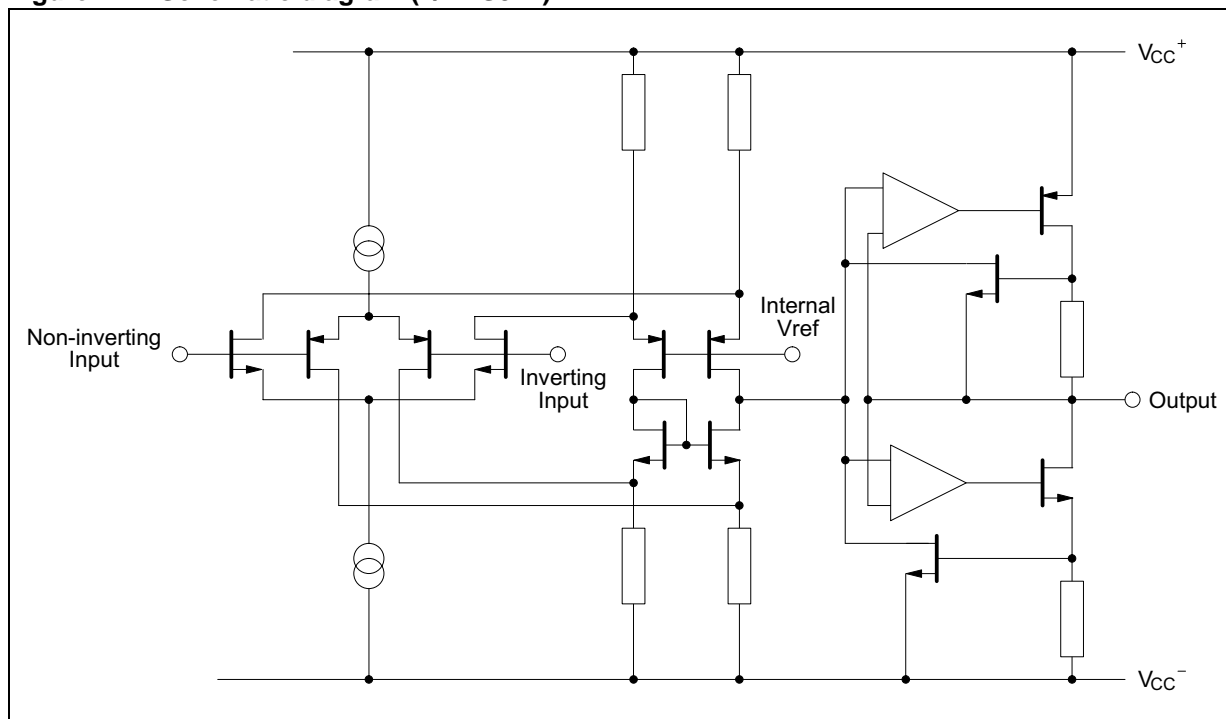 VCC+
Non-inverting
Input
Inverting
Input
Internal
Vref
Output
VCC−